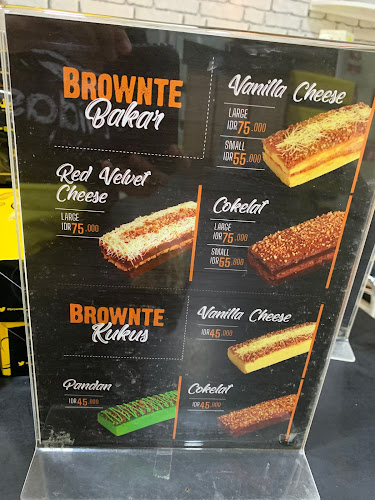 BROWNTE
Bakar
Vanilla Cheese
LARGE
IDR75.000
SMALL
IDR55.000
Red Velvet
Cheese
LARGE
IDR75.000
Cokelat
LARGE
IDR75.000
SMALL
IDR55.000
BROWNTE
Kukus
Vanilla Cheese
IDR45.000
Pandan
IDR45.000
Cokelat
IDR45.000